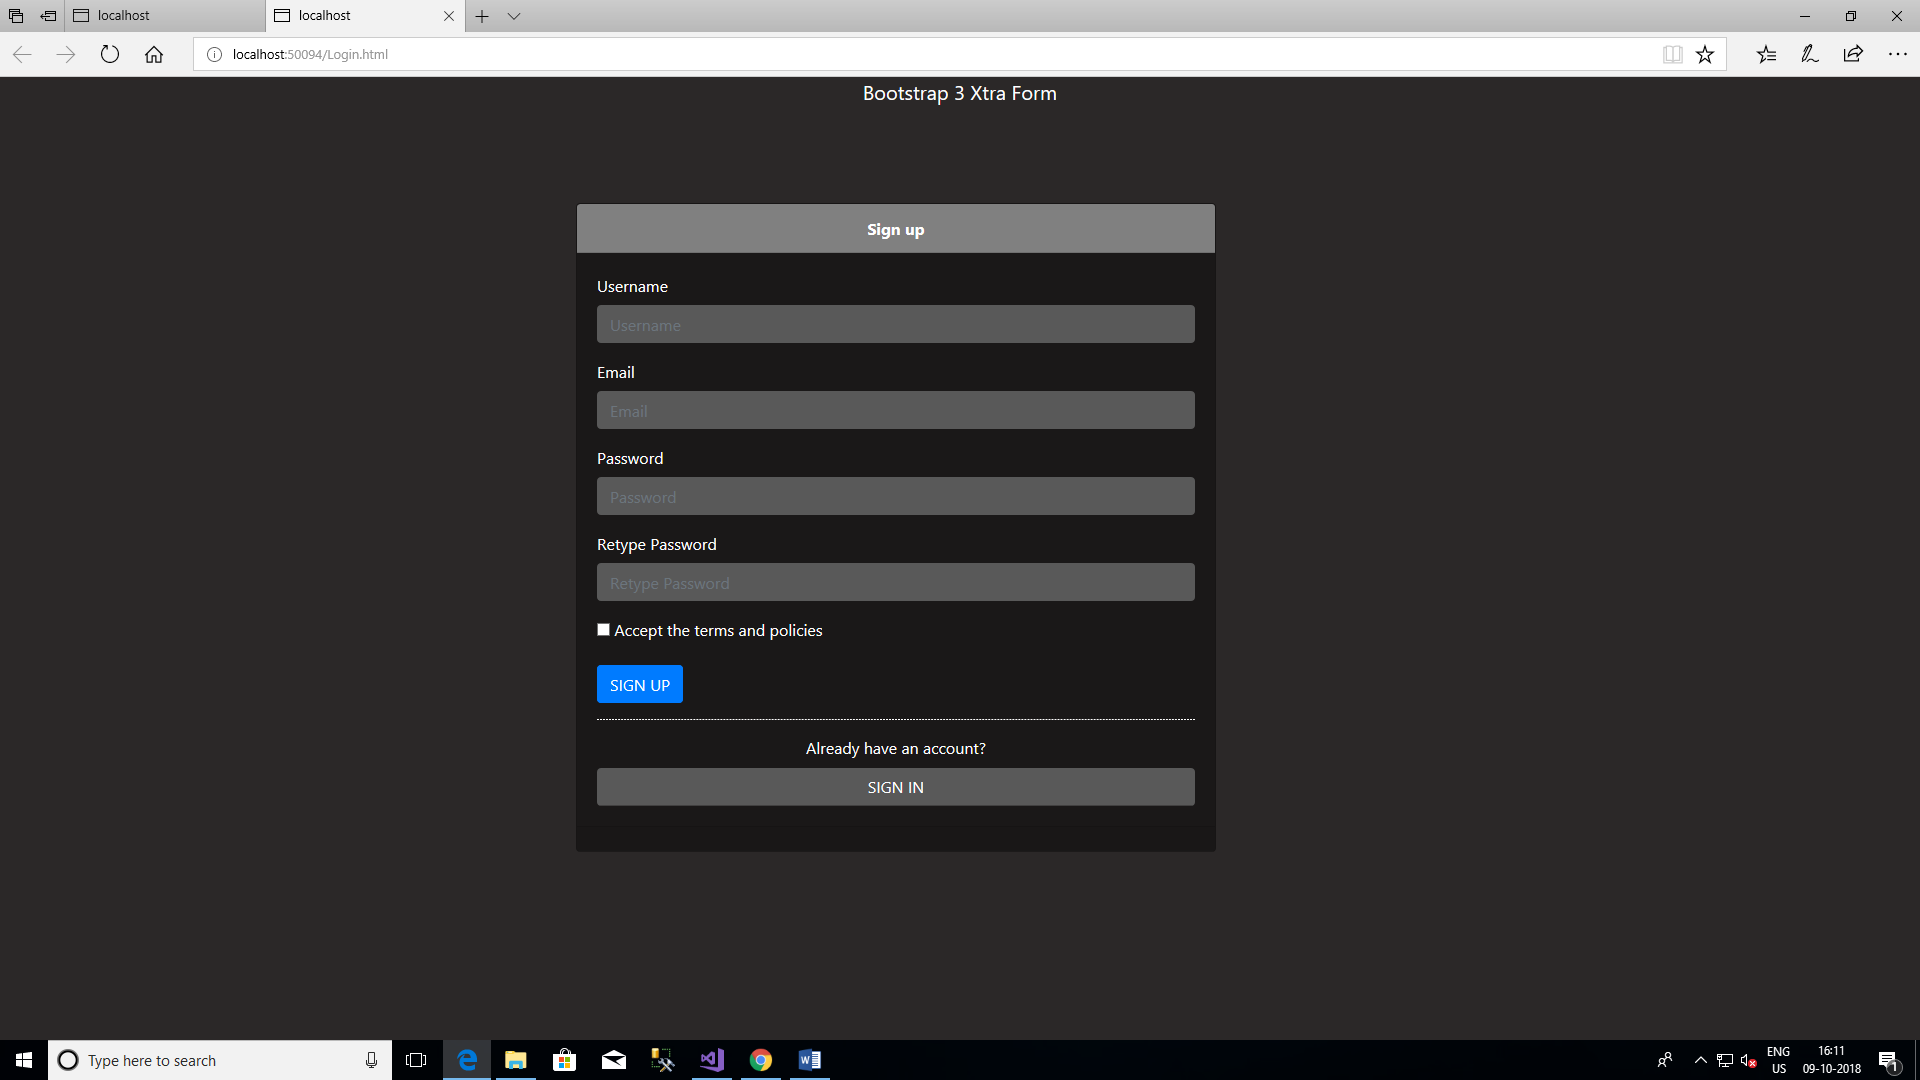 localhost
localhost
localhost:50094/Login.html
Bootstrap 3 Xtra Form
Sign up
Username
Username
Email
Email
Password
Password
Retype Password
Retype Password
Accept the terms and policies
SIGN UP
Already have an account?
SIGN IN
Type here to search
ENG
US
16:11
09-10-2018
1